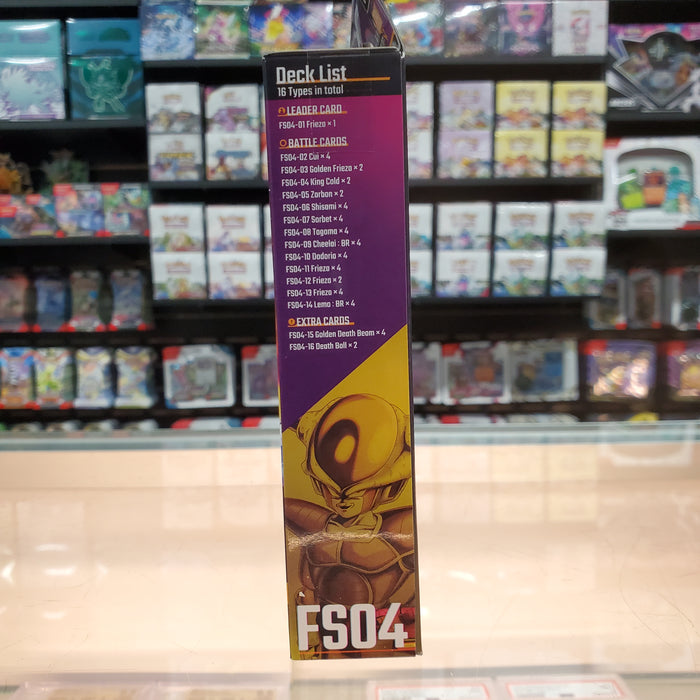 Deck List
16 Types in total
LEADER CARD
FS04-01 Frieza × 1
BATTLE CARDS
FS04-02 Cui × 4
FS04-03 Golden Frieza × 2
FS04-04 King Cold × 2
FS04-05 Zarbon × 2
FS04-06 Shisami × 4
FS04-07 Sorbet × 4
FS04-08 Tagoma × 4
FS04-09 Cheelai : BR × 4
FS04-10 Dodoria × 4
FS04-11 Frieza × 4
FS04-12 Frieza × 2
FS04-13 Frieza × 4
FS04-14 Lemo : BR × 4
EXTRA CARDS
FS04-15 Golden Death Beam × 4
FS04-16 Death Ball × 2
FS04